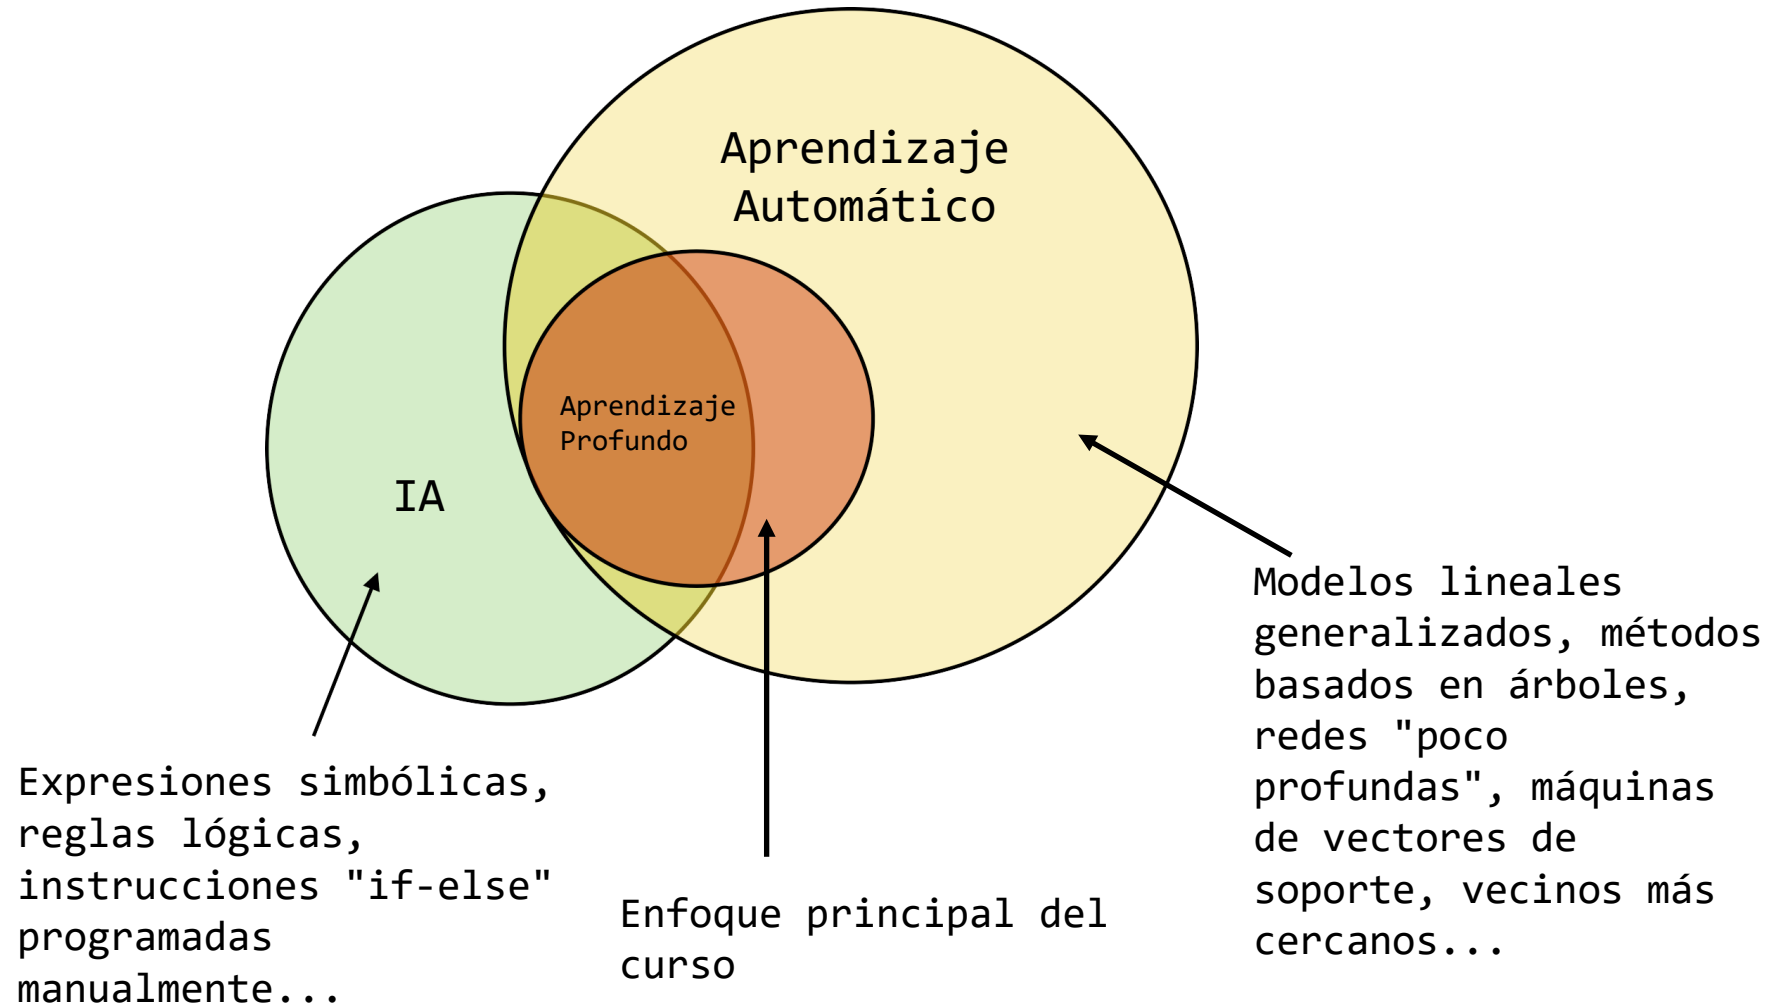 Aprendizaje
Automático
Aprendizaje
Profundo
IA
Modelos lineales
generalizados, métodos
basados en árboles,
redes "poco
profundas", máquinas
de vectores de
soporte, vecinos más
cercanos...
Expresiones simbólicas,
reglas lógicas,
instrucciones "if-else"
programadas
manualmente...
Enfoque principal del
curso